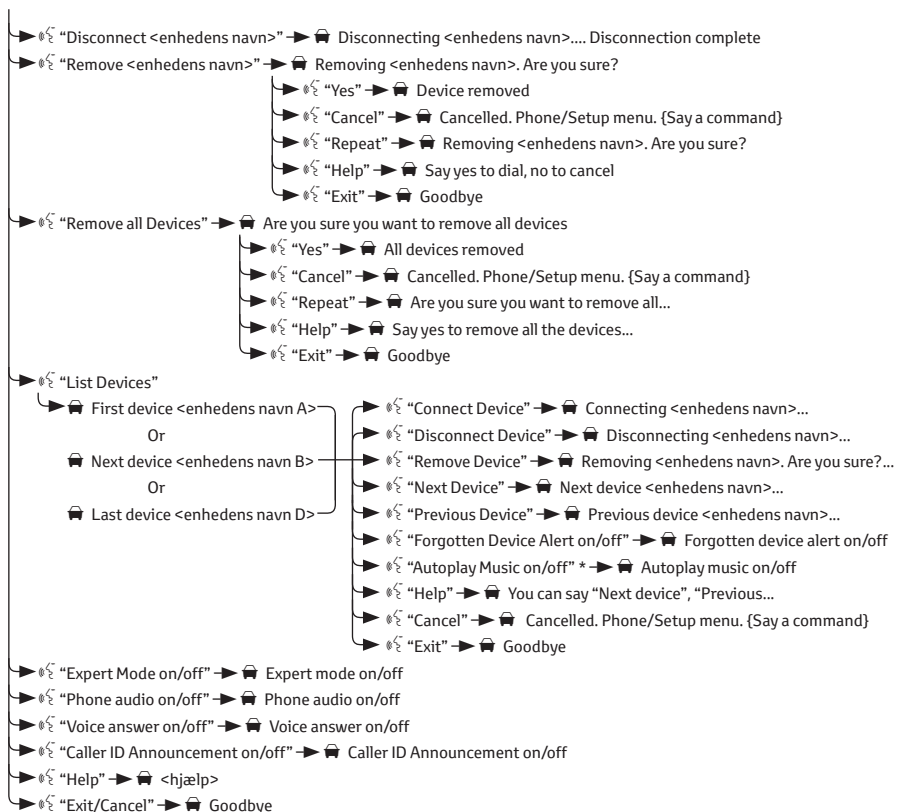 “Disconnect <enhedens navn>” Disconnecting <enhedens navn>.... Disconnection complete
“Remove <enhedens navn>” Removing <enhedens navn>. Are you sure?
“Yes” Device removed
“Cancel” Cancelled. Phone/Setup menu. {Say a command}
“Repeat” Removing <enhedens navn>. Are you sure?
“Help” Say yes to dial, no to cancel
“Exit” Goodbye
“Remove all Devices” Are you sure you want to remove all devices
“Yes” All devices removed
“Cancel” Cancelled. Phone/Setup menu. {Say a command}
“Repeat” Are you sure you want to remove all...
“Help” Say yes to remove all the devices...
“Exit” Goodbye
“List Devices”
First device <enhedens navn A>
Or
Next device <enhedens navn B>
Or
Last device <enhedens navn D>
“Connect Device” Connecting <enhedens navn>...
“Disconnect Device” Disconnecting <enhedens navn>...
“Remove Device” Removing <enhedens navn>. Are you sure?...
“Next Device” Next device <enhedens navn>...
“Previous Device” Previous device <enhedens navn>...
“Forgotten Device Alert on/off” Forgotten device alert on/off
“Autoplay Music on/off” * Autoplay music on/off
“Help” You can say “Next device”, “Previous...
“Cancel” Cancelled. Phone/Setup menu. {Say a command}
“Exit” Goodbye
“Expert Mode on/off” Expert mode on/off
“Phone audio on/off” Phone audio on/off
“Voice answer on/off” Voice answer on/off
“Caller ID Announcement on/off” Caller ID Announcement on/off
“Help” <hjælp>
“Exit/Cancel” Goodbye